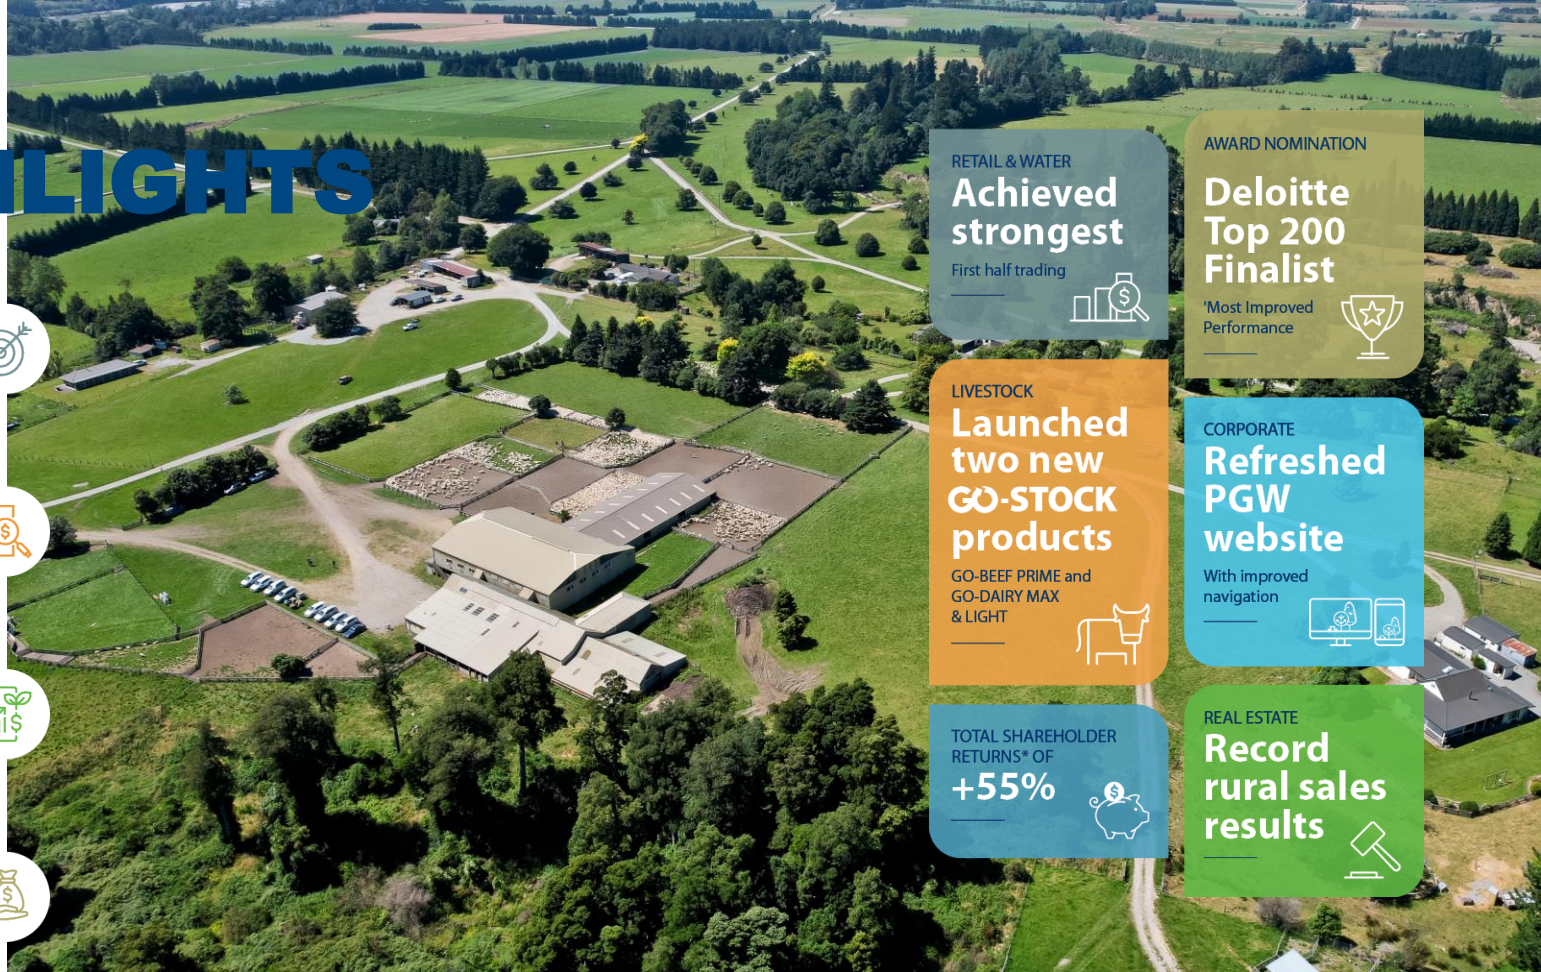 HLIGHTS
RETAIL & WATER
Achieved
strongest
First half trading
LIVESTOCK
Launched
two new
GO-STOCK
products
GO-BEEF PRIME and
GO-DAIRY MAX
& LIGHT
TOTAL SHAREHOLDER
RETURNS* OF
+55%
AWARD NOMINATION
Deloitte
Top 200
Finalist
'Most Improved
Performance
CORPORATE
Refreshed
PGW
website
With improved
navigation
REAL ESTATE
Record
rural sales
results